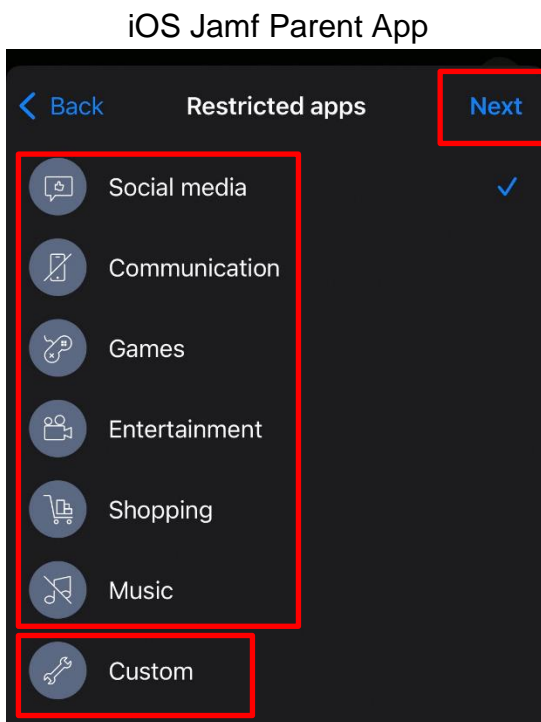 iOS Jamf Parent App
Back Restricted apps Next
Social media
Communication
Games
Entertainment
Shopping
Music
Custom